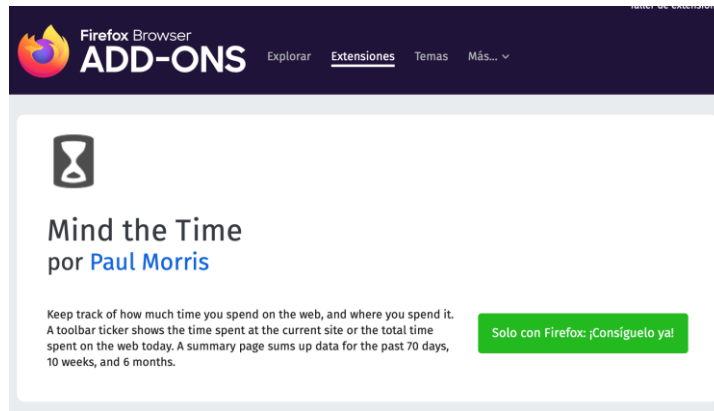 Taller de extension
Firefox Browser
ADD-ONS
Explorar Extensiones Temas Más...
Mind the Time
por Paul Morris
Keep track of how much time you spend on the web, and where you spend it.
A toolbar ticker shows the time spent at the current site or the total time
spent on the web today. A summary page sums up data for the past 70 days,
10 weeks, and 6 months.
Solo con Firefox: ¡Consíguelo ya!